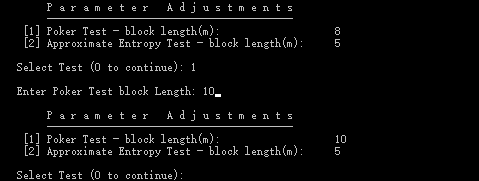 P a r a m e t e r   A d j u s t m e n t s
[1] Poker Test - block length(m): 8
[2] Approximate Entropy Test - block length(m): 5
Select Test (0 to continue): 1
Enter Poker Test block Length: 10
P a r a m e t e r   A d j u s t m e n t s
[1] Poker Test - block length(m): 10
[2] Approximate Entropy Test - block length(m): 5
Select Test (0 to continue):